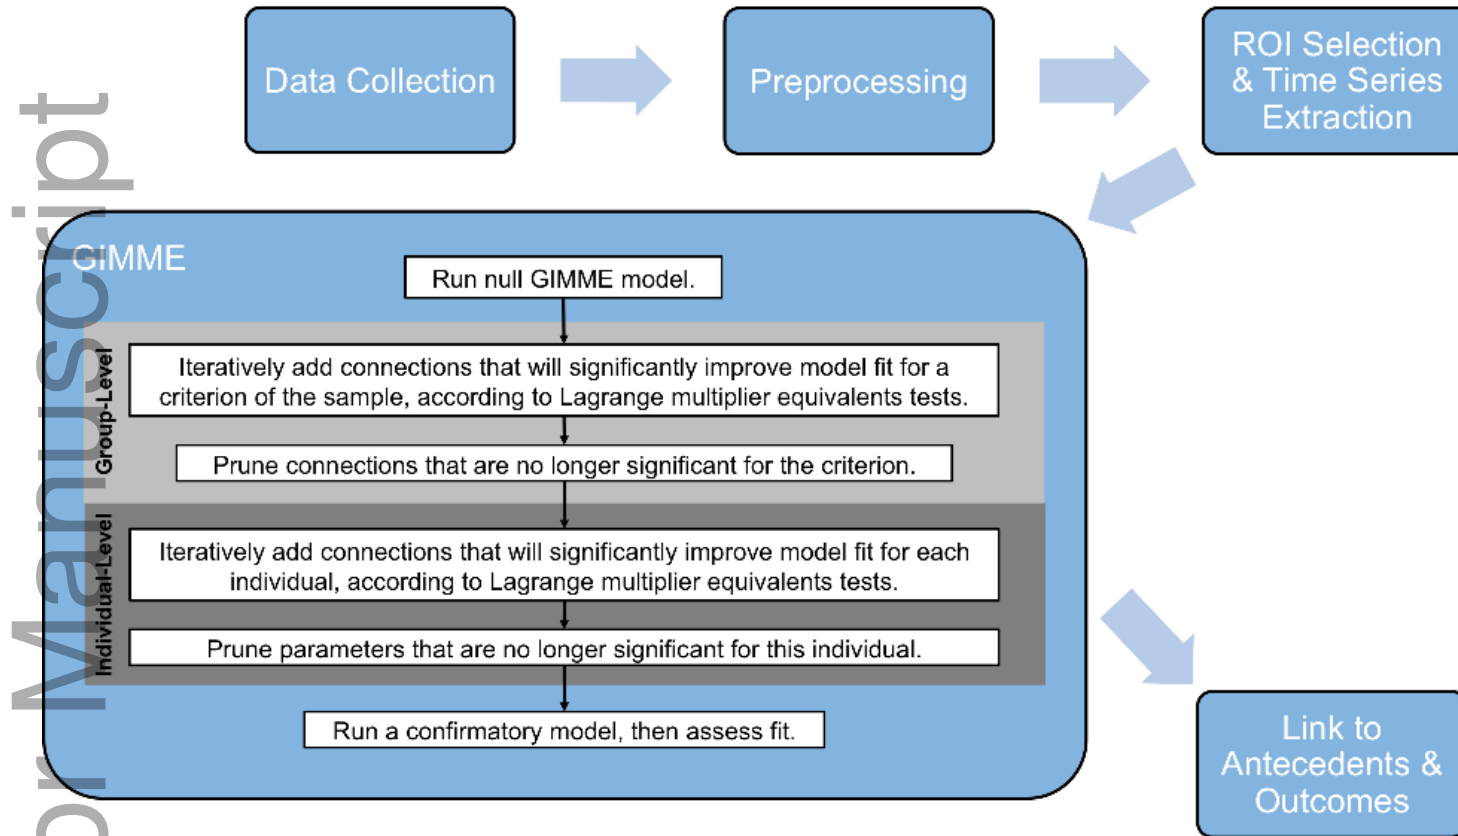 Data Collection
Preprocessing
ROI Selection
& Time Series
Extraction
GIMME
Run null GIMME model.
Group-Level
Iteratively add connections that will significantly improve model fit for a
criterion of the sample, according to Lagrange multiplier equivalents tests.
Prune connections that are no longer significant for the criterion.
Individual-Level
Iteratively add connections that will significantly improve model fit for each
individual, according to Lagrange multiplier equivalents tests.
Prune parameters that are no longer significant for this individual.
Run a confirmatory model, then assess fit.
Link to
Antecedents &
Outcomes
or Manuscript